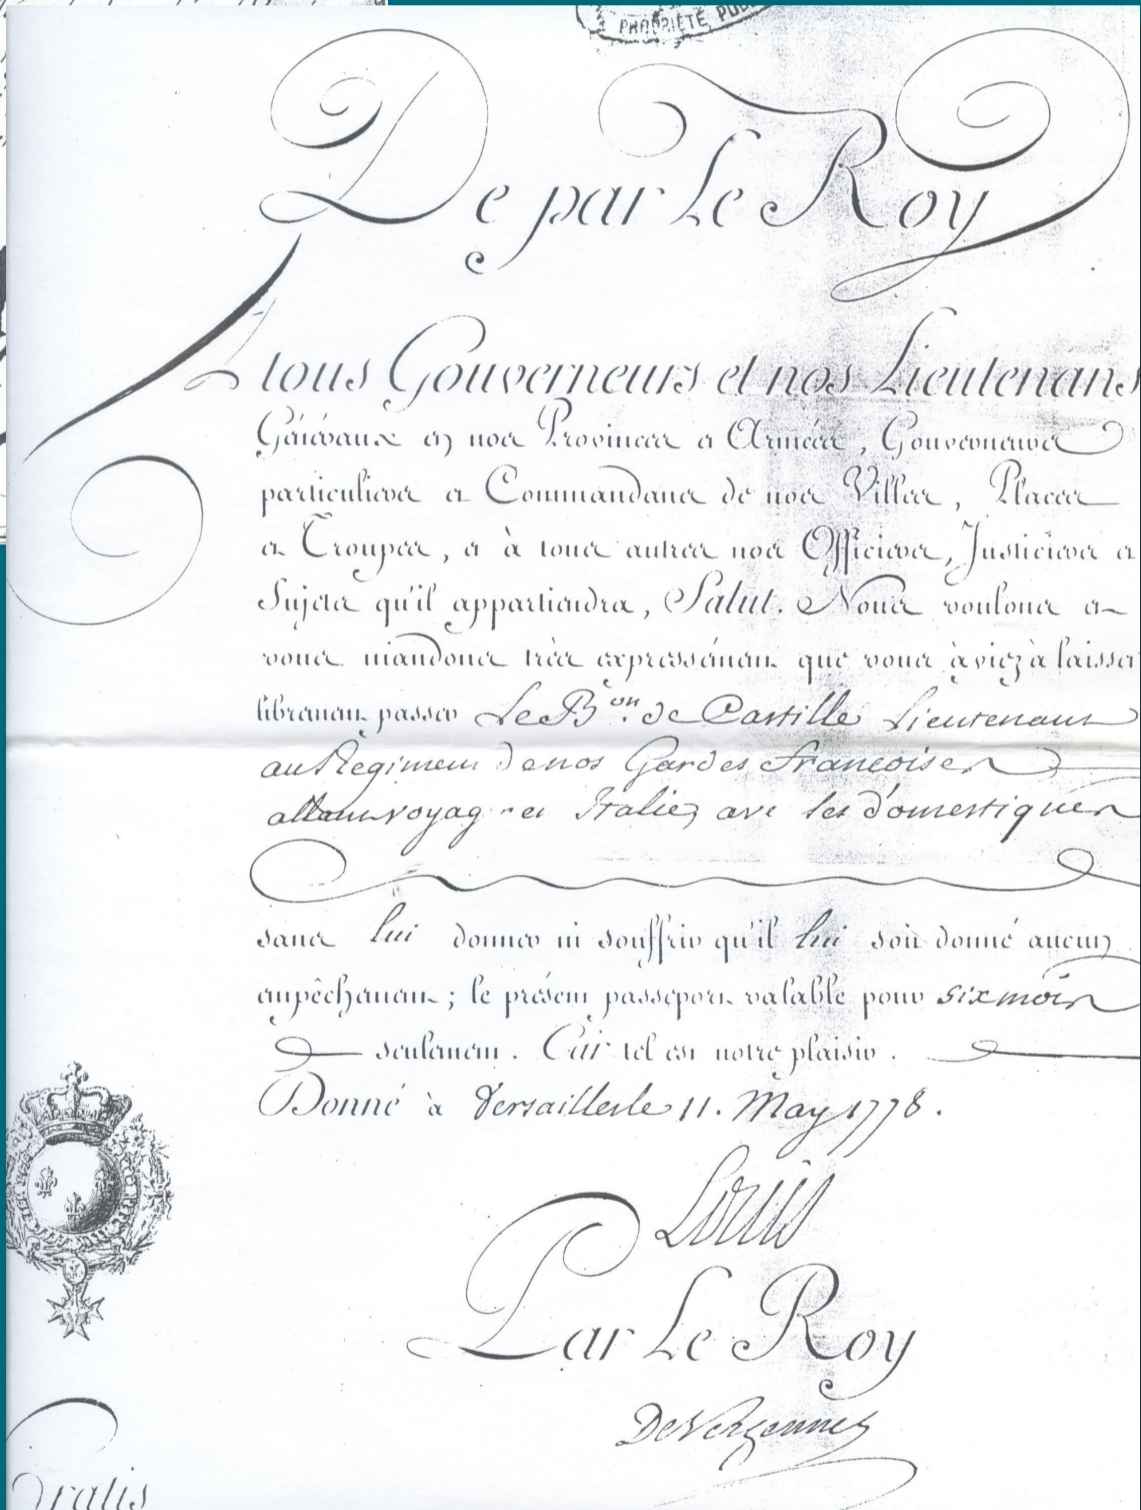 PROPRIÉTÉ PU
De par Le Roy
A tous Gouverneurs et nos Lieutenans
Généraux en nos Provinces et Armées, Gouverneurs
particuliers et Commandans de nos Villes, Places
et Troupes, et à tous autres nos Officiers, Justiciers et
Sujets qu'il appartiendra, Salut. Nous voulons et
vous mandons très expressément que vous àyiez à laisser
librement passer Le B.on de Castille Lieutenant
au Regiment de nos Gardes francoises
allant voyager en Italie, avec ses domestiques
sans lui donner ni souffrir qu'il lui soit donné aucun
empêchement ; le présent passeport valable pour six mois
seulement. Car tel est notre plaisir.
Donné à Versailles le 11. May 1778.
Louis
Par Le Roy
De Vergennes
Gratis